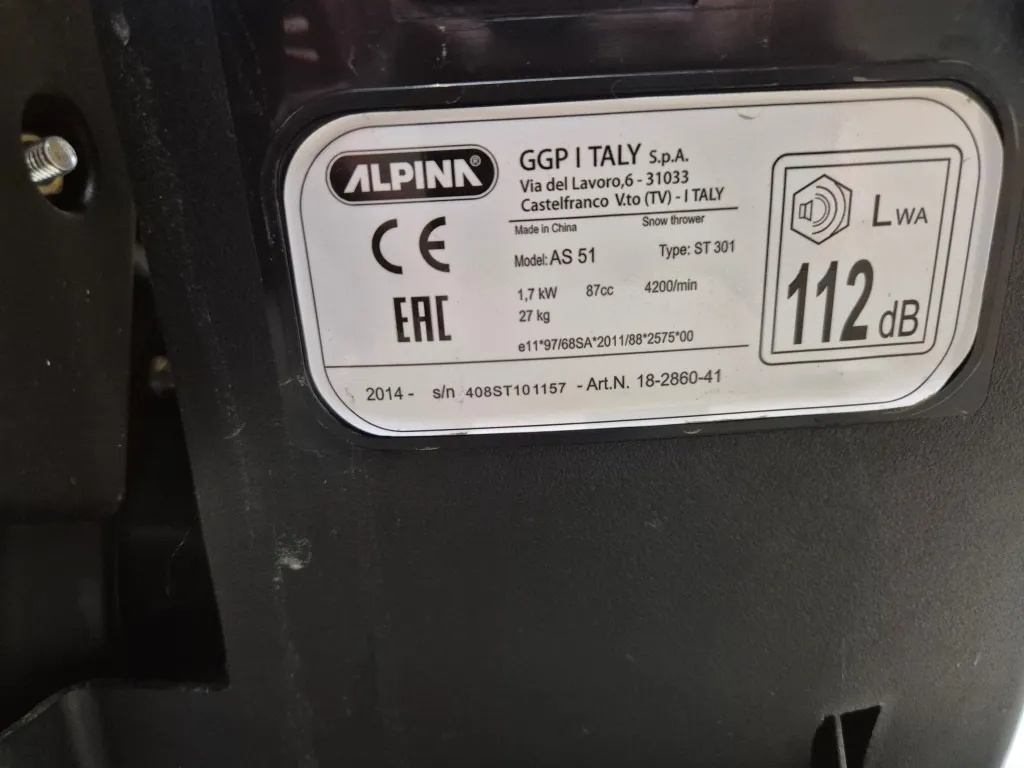 ALPINA®
GGP I TALY S.p.A.
Via del Lavoro,6 - 31033
Castelfranco V.to (TV) - I TALY
Made in China Snow thrower
Model: AS 51 Type: ST 301
1,7 kW 87cc 4200/min
27 kg
e11*97/68SA*2011/88*2575*00
CE
EAC
LWA
112 dB
2014 - s/n 408ST101157 - Art.N. 18-2860-41